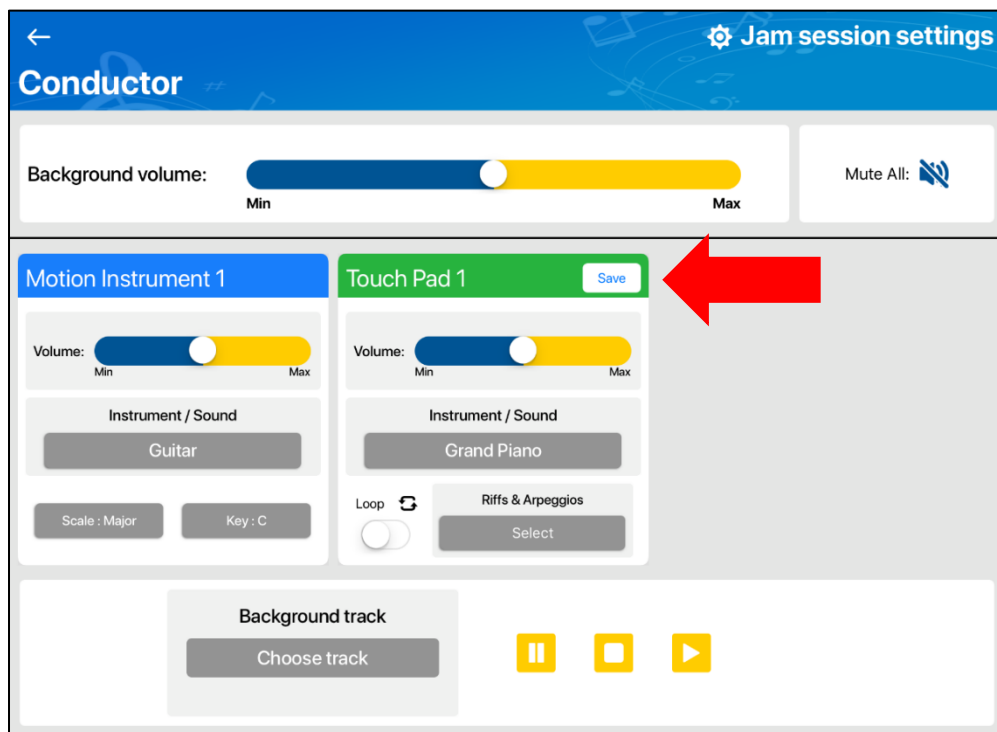 Jam session settings
Conductor
Background volume:
Min
Max
Mute All:
Motion Instrument 1
Volume:
Min
Max
Instrument / Sound
Guitar
Scale : Major
Key : C
Touch Pad 1
Save
Volume:
Min
Max
Instrument / Sound
Grand Piano
Loop
Riffs & Arpeggios
Select
Background track
Choose track